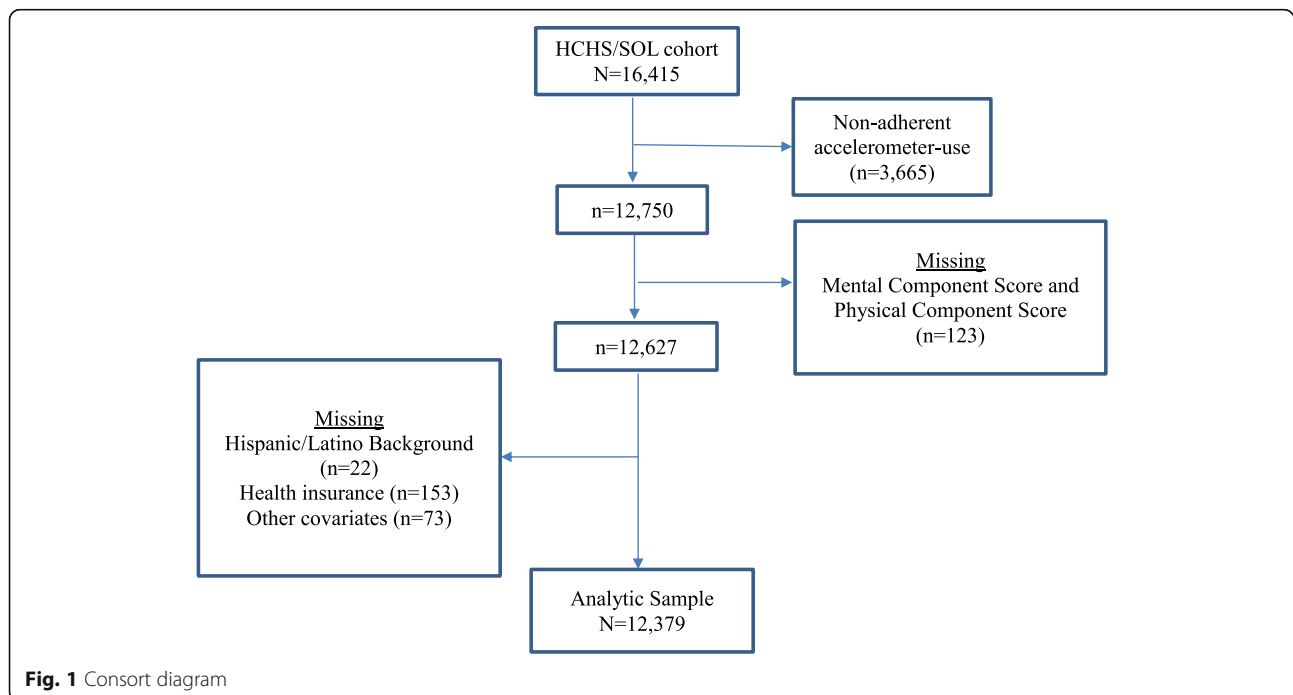 HCHS/SOL cohort
N=16,415
Non-adherent
accelerometer-use
(n=3,665)
n=12,750
Missing
Mental Component Score and
Physical Component Score
(n=123)
n=12,627
Missing
Hispanic/Latino Background
(n=22)
Health insurance (n=153)
Other covariates (n=73)
Analytic Sample
N=12,379
Fig. 1 Consort diagram